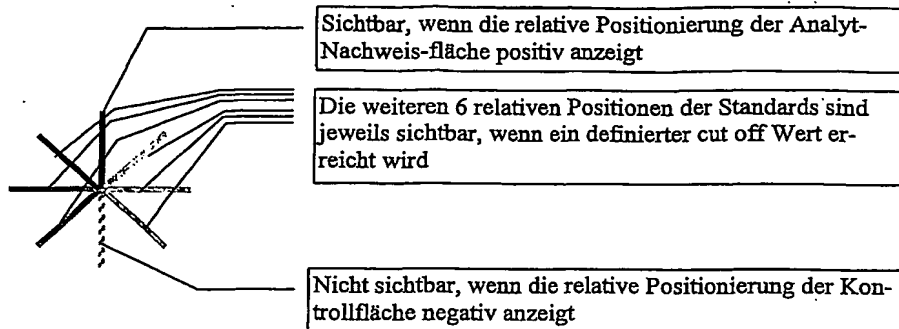 Sichtbar, wenn die relative Positionierung der Analyt-
Nachweis-fläche positiv anzeigt
Die weiteren 6 relativen Positionen der Standards sind
jeweils sichtbar, wenn ein definierter cut off Wert er-
reicht wird
Nicht sichtbar, wenn die relative Positionierung der Kon-
trollfläche negativ anzeigt